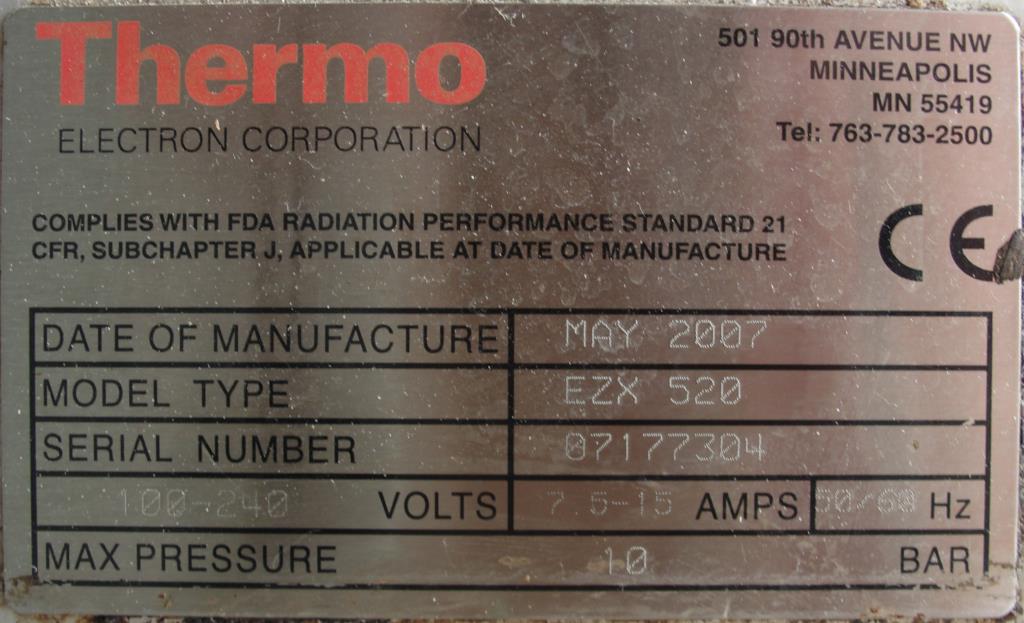 Thermo
ELECTRON CORPORATION
501 90th AVENUE NW
MINNEAPOLIS
MN 55419
Tel: 763-783-2500
COMPLIES WITH FDA RADIATION PERFORMANCE STANDARD 21
CFR, SUBCHAPTER J, APPLICABLE AT DATE OF MANUFACTURE
CE
DATE OF MANUFACTURE MAY 2007
MODEL TYPE EZX 520
SERIAL NUMBER 07177304
100-240 VOLTS 7.5-15 AMPS 50/60 Hz
MAX PRESSURE 10 BAR